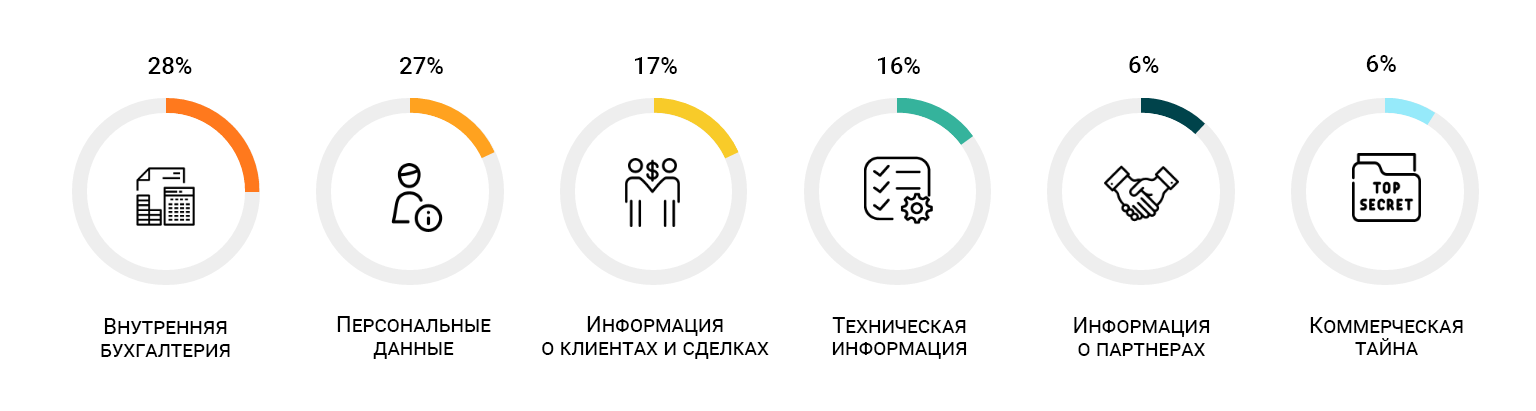 28%
27%
17%
16%
6%
6%
$
i
TOP
SECRET
Внутренняя
бухгалтерия
Персональные
данные
Информация
о клиентах и сделках
Техническая
информация
Информация
о партнерах
Коммерческая
тайна